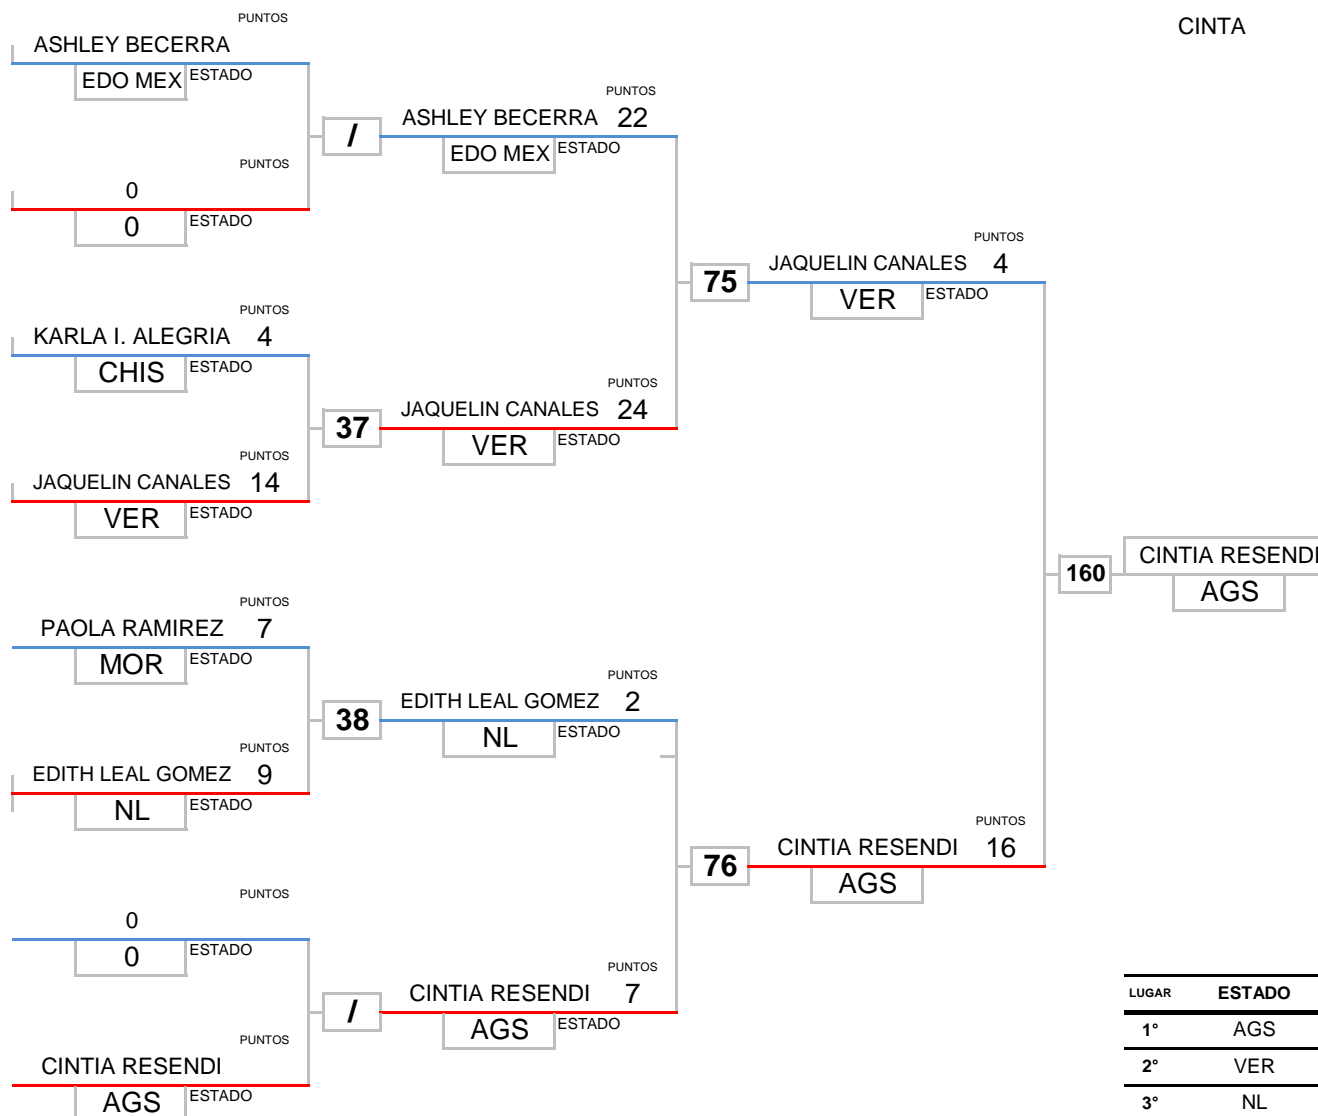 PUNTOS
CINTA
ASHLEY BECERRA
EDO MEX ESTADO
PUNTOS
ASHLEY BECERRA 22
/
EDO MEX ESTADO
PUNTOS
0
0 ESTADO
PUNTOS
JAQUELIN CANALES 4
75
VER ESTADO
PUNTOS
KARLA I. ALEGRIA 4
CHIS ESTADO
PUNTOS
JAQUELIN CANALES 24
37
VER ESTADO
PUNTOS
JAQUELIN CANALES 14
VER ESTADO
CINTIA RESENDI
160
AGS
PUNTOS
PAOLA RAMIREZ 7
MOR ESTADO
PUNTOS
EDITH LEAL GOMEZ 2
38
NL ESTADO
PUNTOS
EDITH LEAL GOMEZ 9
NL ESTADO
PUNTOS
CINTIA RESENDI 16
76
AGS
PUNTOS
0
0 ESTADO
PUNTOS
CINTIA RESENDI 7
/
AGS ESTADO
PUNTOS
CINTIA RESENDI
AGS ESTADO
LUGAR ESTADO
1° AGS
2° VER
3° NL